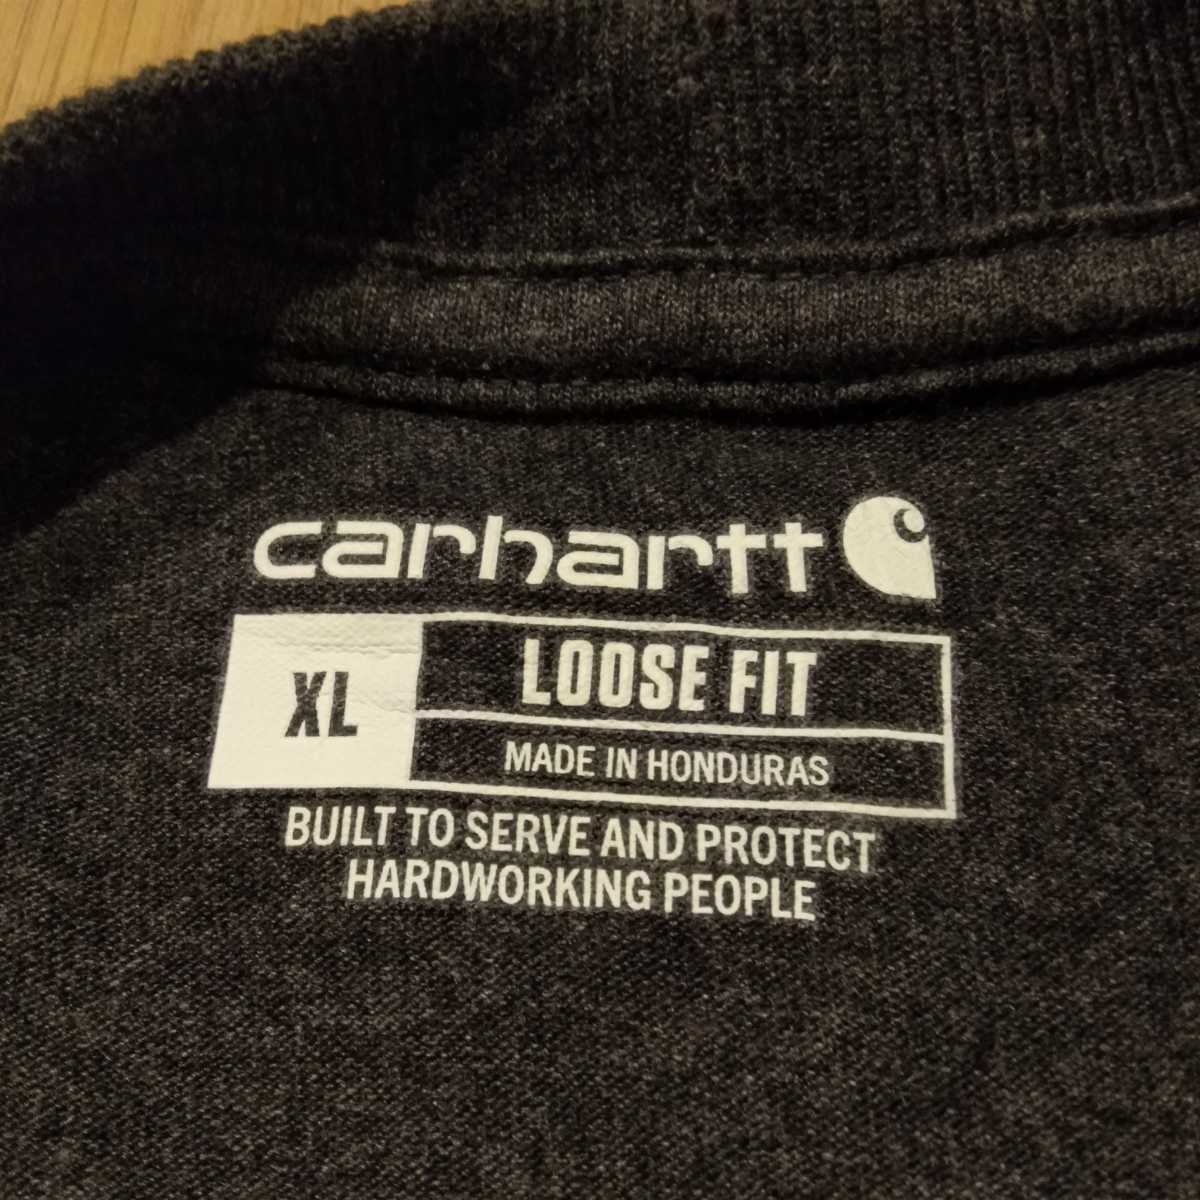 carhartt
XL
LOOSE FIT
MADE IN HONDURAS
BUILT TO SERVE AND PROTECT
HARDWORKING PEOPLE